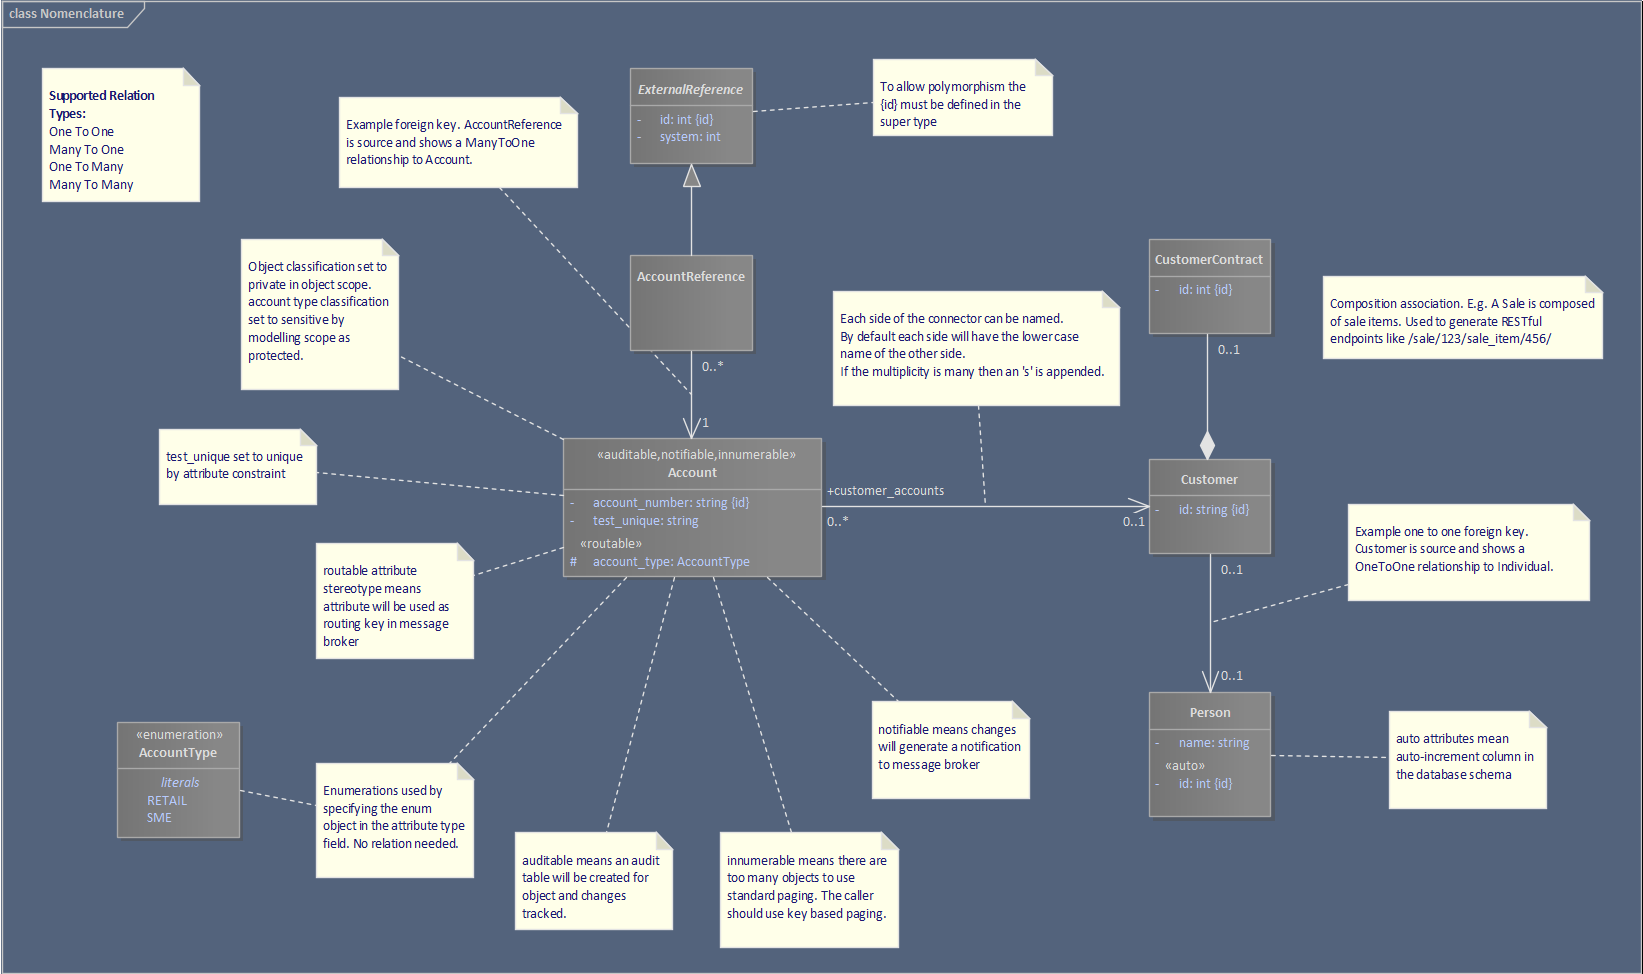 class Nomenclature
Supported Relation
Types:
One To One
Many To One
One To Many
Many To Many
Example foreign key. AccountReference
is source and shows a ManyToOne
relationship to Account.
ExternalReference
- id: int {id}
- system: int
To allow polymorphism the
{id} must be defined in the
super type
Object classification set to
private in object scope.
account type classification
set to sensitive by
modelling scope as
protected.
AccountReference
0..*
1
Each side of the connector can be named.
By default each side will have the lower case
name of the other side.
If the multiplicity is many then an 's' is appended.
CustomerContract
- id: int {id}
0..1
Composition association. E.g. A Sale is composed
of sale items. Used to generate RESTful
endpoints like /sale/123/sale_item/456/
test_unique set to unique
by attribute constraint
«auditable,notifiable,innumerable»
Account
- account_number: string {id}
- test_unique: string
«routable»
# account_type: AccountType
+customer_accounts
0..*
0..1
Customer
- id: string {id}
0..1
Example one to one foreign key.
Customer is source and shows a
OneToOne relationship to Individual.
routable attribute
stereotype means
attribute will be used as
routing key in message
broker
0..1
Person
- name: string
«auto»
- id: int {id}
auto attributes mean
auto-increment column in
the database schema
notifiable means changes
will generate a notification
to message broker
«enumeration»
AccountType
literals
RETAIL
SME
Enumerations used by
specifying the enum
object in the attribute type
field. No relation needed.
auditable means an audit
table will be created for
object and changes
tracked.
innumerable means there are
too many objects to use
standard paging. The caller
should use key based paging.